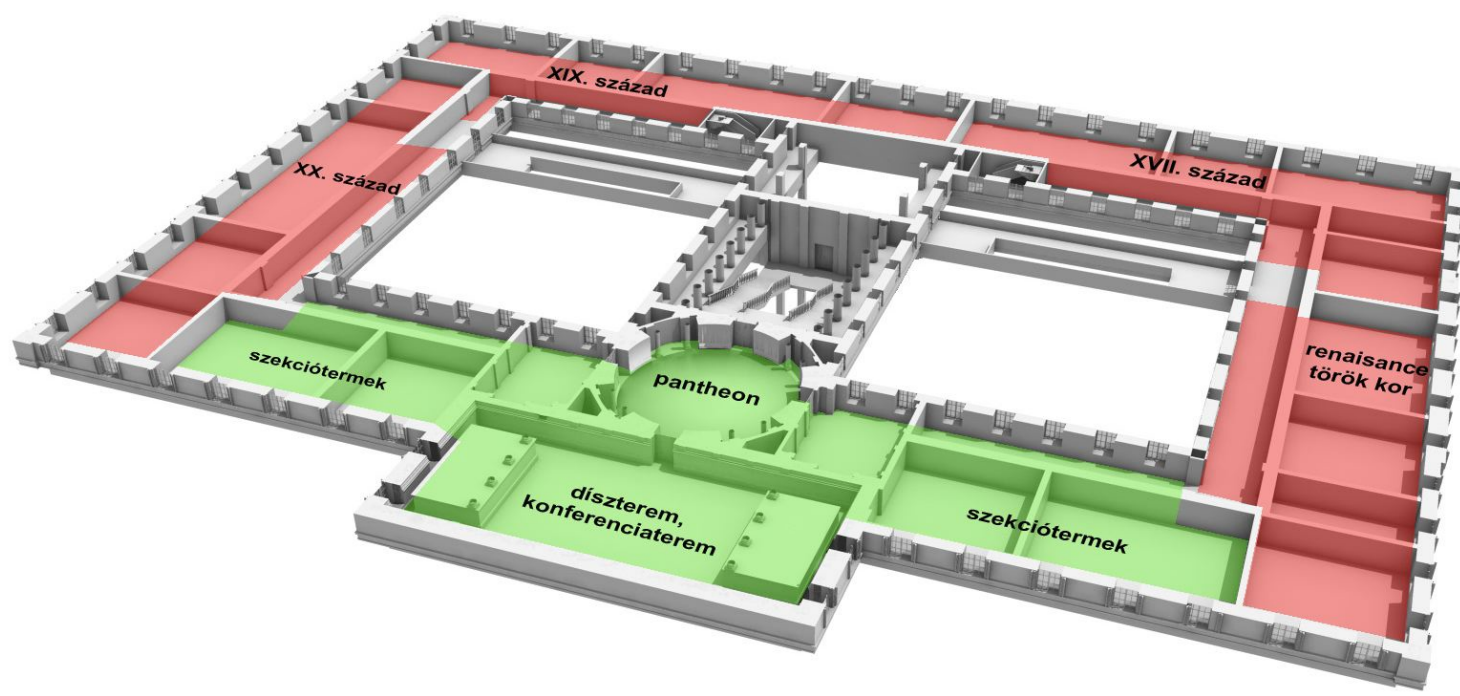 XIX. század
XVII. század
XX. század
renaisance
török kor
szekciótermek
pantheon
díszterem,
konferenciaterem
szekciótermek